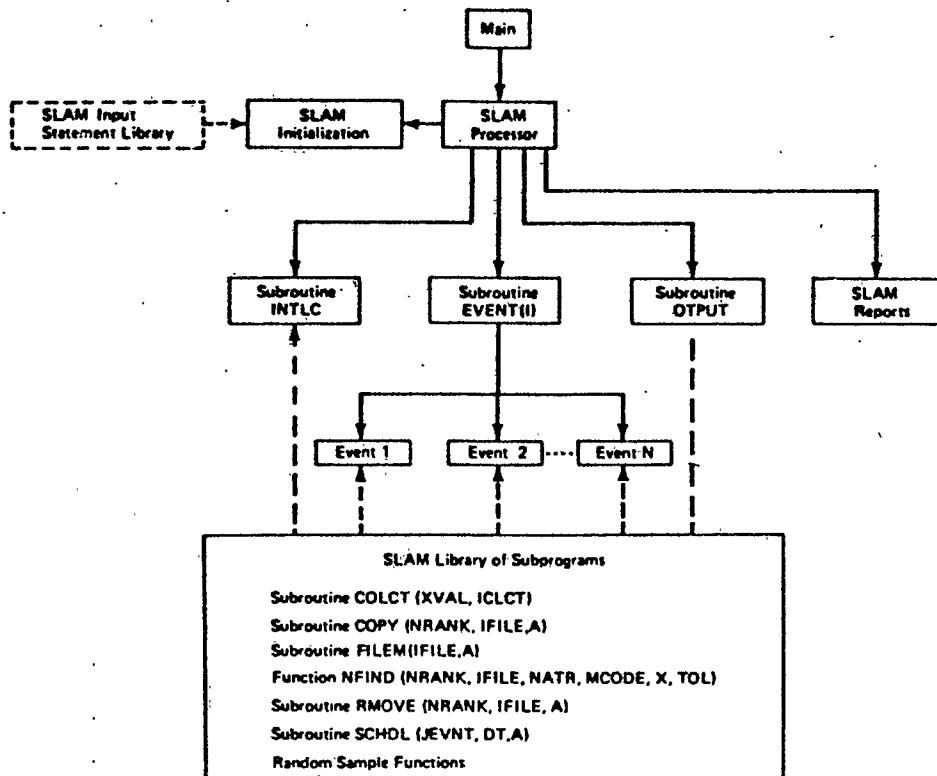 Main
SLAM Input
Statement Library
SLAM
Initialization
SLAM
Processor
Subroutine
INTLC
Subroutine
EVENT(I)
Subroutine
OTPUT
SLAM
Reports
Event 1
Event 2
Event N
SLAM Library of Subprograms
Subroutine COLCT (XVAL, ICLCT)
Subroutine COPY (NRANK, IFILE,A)
Subroutine FILEM(IFILE,A)
Function NFIND (NRANK, IFILE, NATR, MCODE, X, TOL)
Subroutine RMOVE (NRANK, IFILE, A)
Subroutine SCHDL (JEVNT, DT,A)
Random Sample Functions